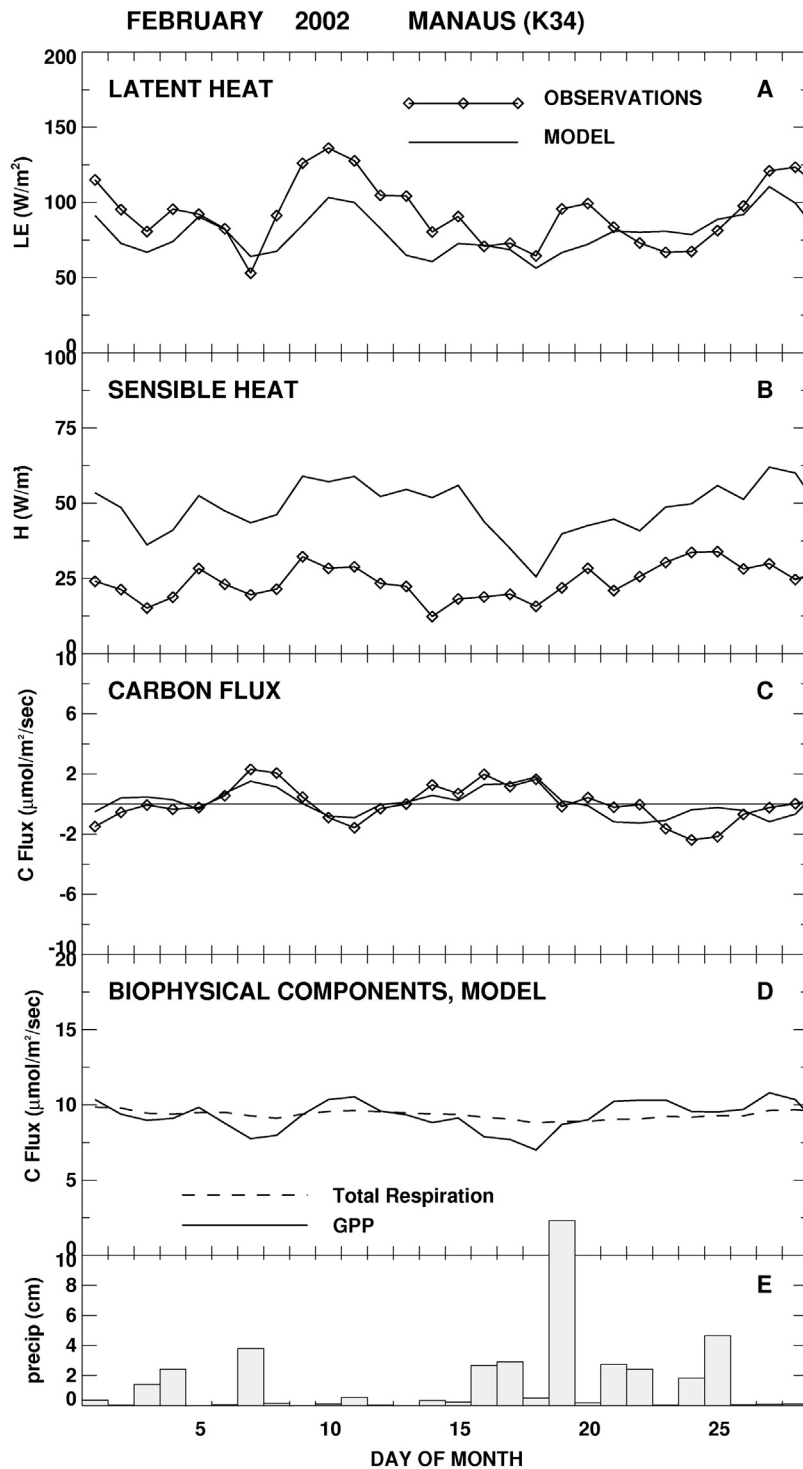 FEBRUARY 2002 MANAUS (K34)
200
LATENT HEAT
A
OBSERVATIONS
MODEL
150
100
50
0
LE (W/m²)
100
SENSIBLE HEAT
B
75
50
25
0
H (W/m²)
10
CARBON FLUX
C
6
2
-2
-6
-10
C Flux (μmol/m²/sec)
20
BIOPHYSICAL COMPONENTS, MODEL
D
15
10
5
0
C Flux (μmol/m²/sec)
Total Respiration
GPP
10
E
8
6
4
2
0
precip (cm)
5 10 15 20 25
DAY OF MONTH